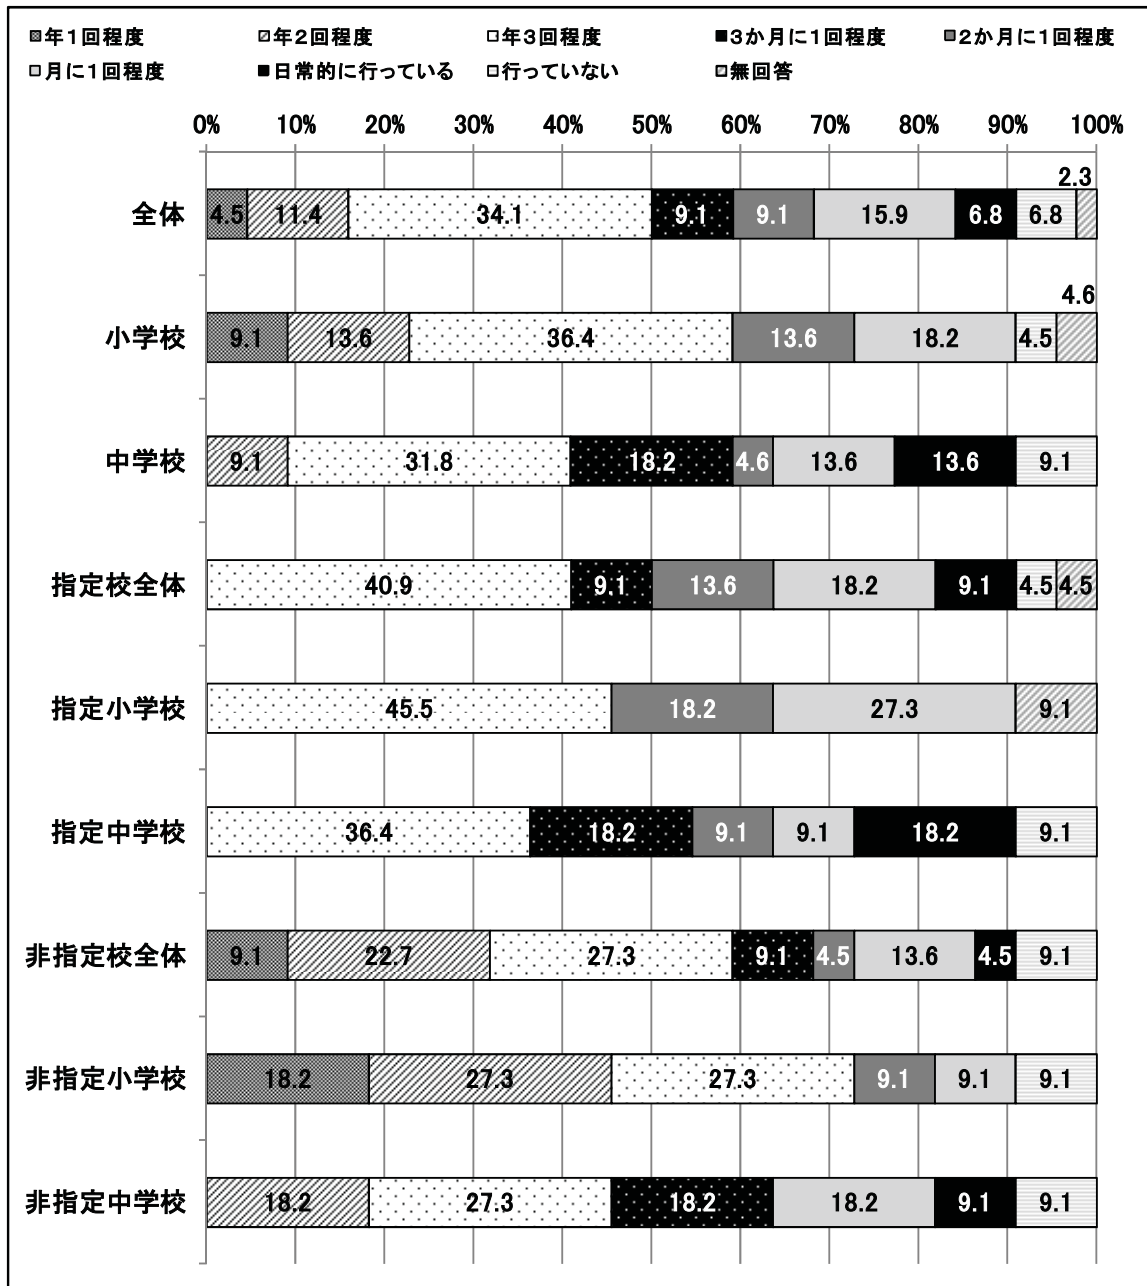 年1回程度 年2回程度 年3回程度 3か月に1回程度 2か月に1回程度
月に1回程度 日常的に行っている 行っていない 無回答
0% 10% 20% 30% 40% 50% 60% 70% 80% 90% 100%
2.3
全体 4.5 11.4 34.1 9.1 9.1 15.9 6.8 6.8
4.6
小学校 9.1 13.6 36.4 13.6 18.2 4.5
中学校 9.1 31.8 18.2 4.6 13.6 13.6 9.1
指定校全体 40.9 9.1 13.6 18.2 9.1 4.5 4.5
指定小学校 45.5 18.2 27.3 9.1
指定中学校 36.4 18.2 9.1 9.1 18.2 9.1
非指定校全体 9.1 22.7 27.3 9.1 4.5 13.6 4.5 9.1
非指定小学校 18.2 27.3 27.3 9.1 9.1 9.1
非指定中学校 18.2 27.3 18.2 18.2 9.1 9.1